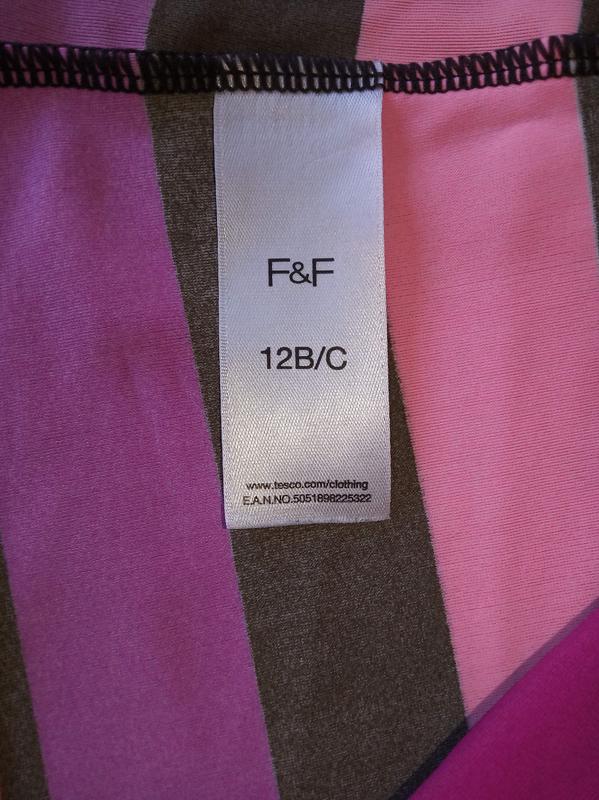 F&F
12B/C
www.tesco.com/clothing
E.A.N.NO.5051898225322